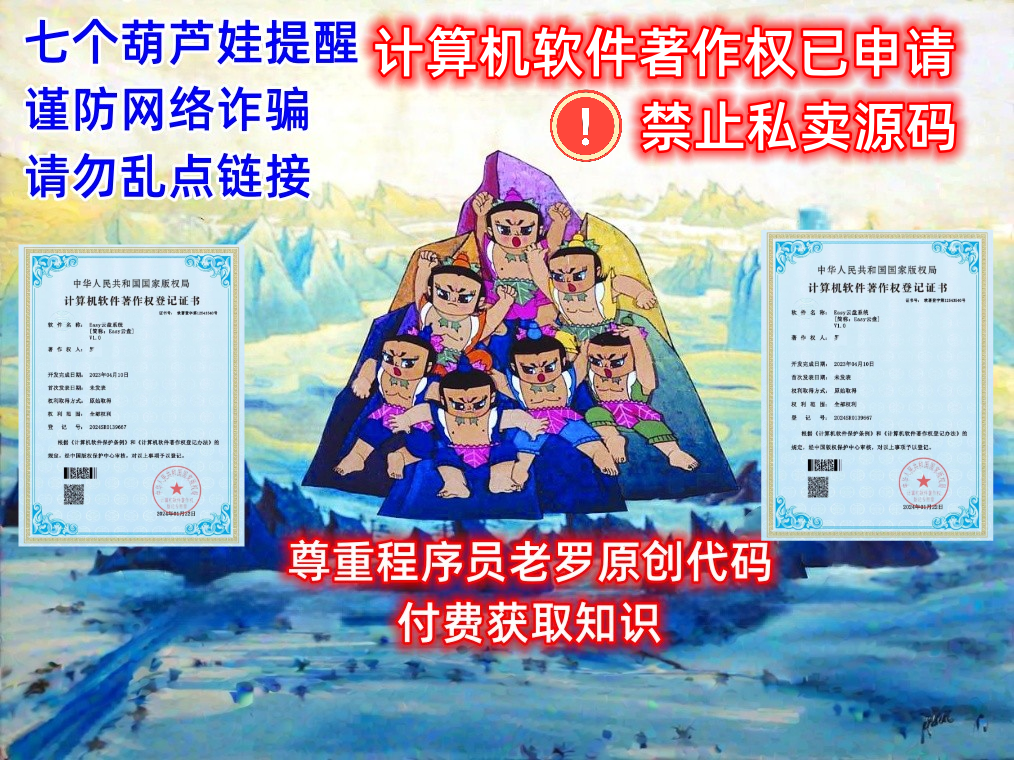 七个葫芦娃提醒
谨防网络诈骗
请勿乱点链接
计算机软件著作权已申请
禁止私卖源码
中华人民共和国国家版权局
计算机软件著作权登记证书
软件名称： Easy云盘系统
[简称：Easy云盘]
V1.0
著作权人： 罗
开发完成日期： 2023年04月10日
首次发表日期： 未发表
权利取得方式： 原始取得
权利范围： 全部权利
登记号： 2024SR0139667
根据《计算机软件保护条例》和《计算机软件著作权登记办法》的
规定，经中国版权保护中心审核，对以上事项予以登记。
2024年01月22日
中华人民共和国国家版权局
计算机软件著作权登记证书
软件名称： Easy云盘系统
[简称：Easy云盘]
V1.0
著作权人： 罗
开发完成日期： 2023年04月10日
首次发表日期： 未发表
权利取得方式： 原始取得
权利范围： 全部权利
登记号： 2024SR0139667
根据《计算机软件保护条例》和《计算机软件著作权登记办法》的
规定，经中国版权保护中心审核，对以上事项予以登记。
2024年01月22日
尊重程序员老罗原创代码
付费获取知识